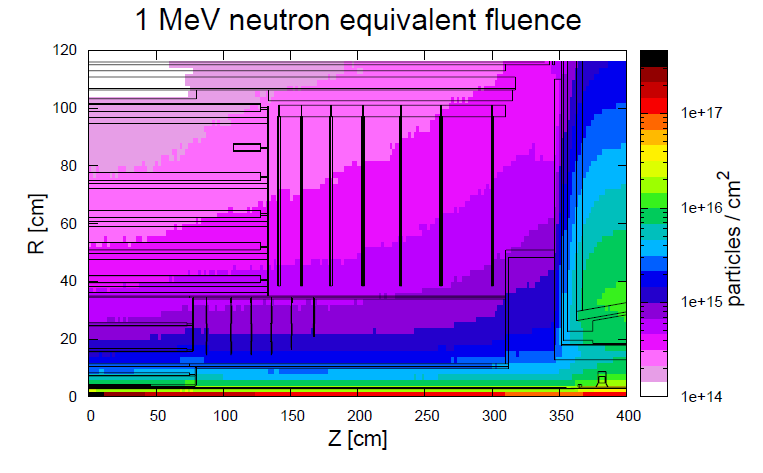 1 MeV neutron equivalent fluence
120
100
80
60
40
20
0
R [cm]
0 50 100 150 200 250 300 350 400
Z [cm]
1e+17
1e+16
1e+15
1e+14
particles / cm²